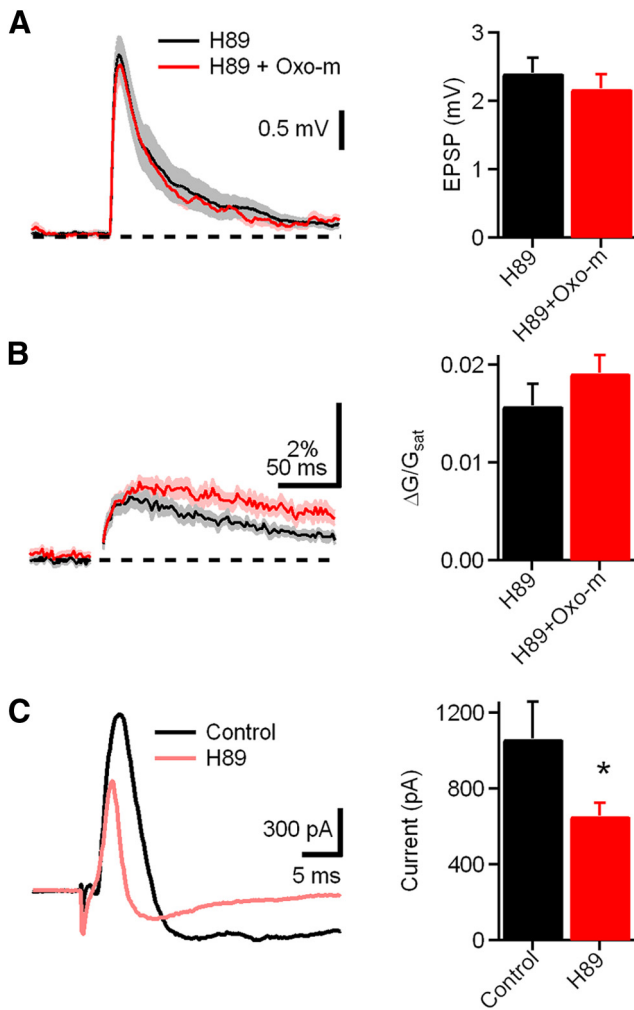 A
H89
H89 + Oxo-m
0.5 mV
EPSP (mV)
3
2
1
0
H89
H89+Oxo-m
B
2%
50 ms
ΔG/Gsat
0.02
0.01
0.00
H89
H89+Oxo-m
C
Control
H89
300 pA
5 ms
Current (pA)
1200
800
400
0
*
Control
H89